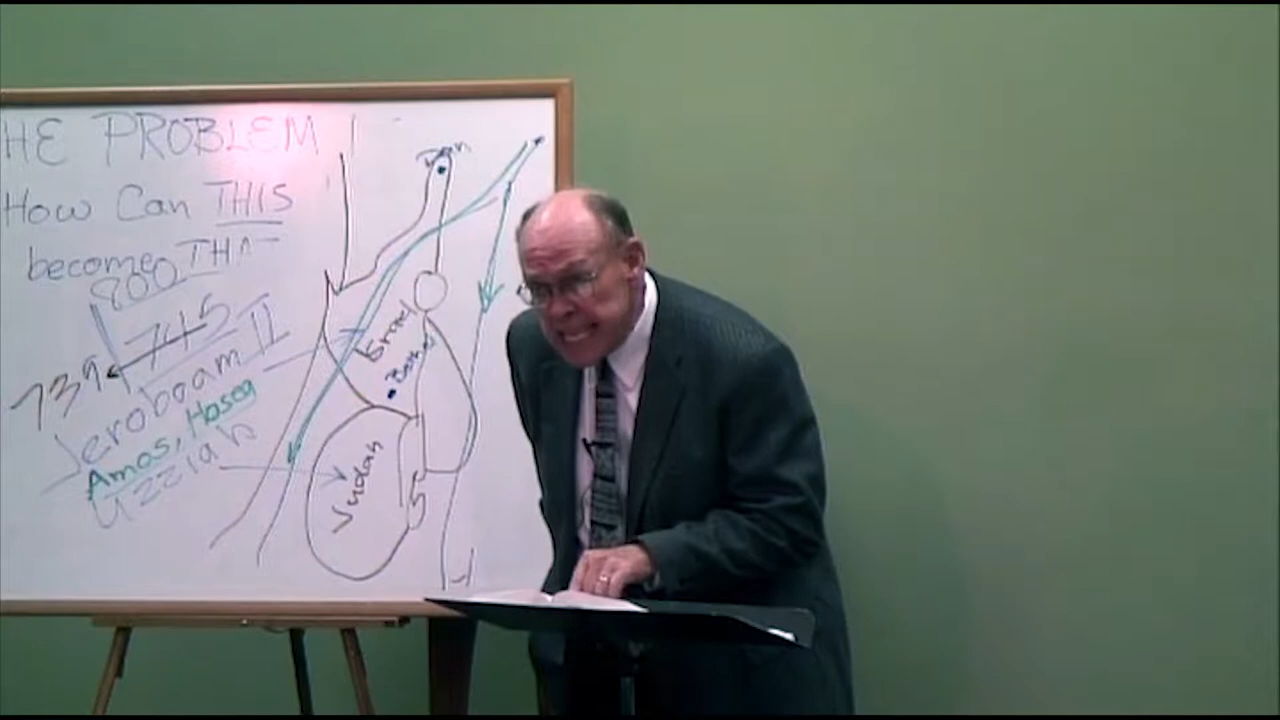 HE PROBLEM
How Can THIS
become THAT
800
745
739
Jeroboam II
Amos, Hosea
Uzziah
Dan
Israel
Bethel
Judah